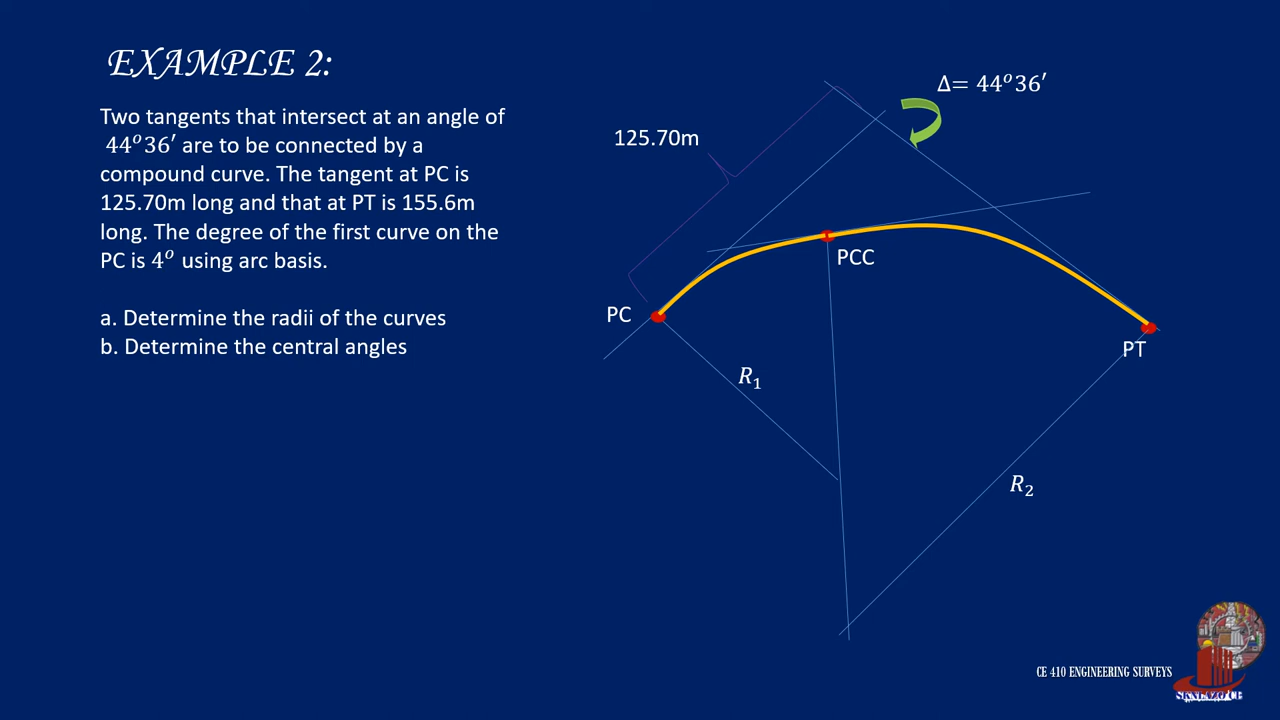 EXAMPLE 2:
Two tangents that intersect at an angle of
44°36′ are to be connected by a
compound curve. The tangent at PC is
125.70m long and that at PT is 155.6m
long. The degree of the first curve on the
PC is 4° using arc basis.
a. Determine the radii of the curves
b. Determine the central angles
Δ= 44°36′
125.70m
PCC
PC
PT
R₁
R₂
CE 410 ENGINEERING SURVEYS
SKNLAZO CE